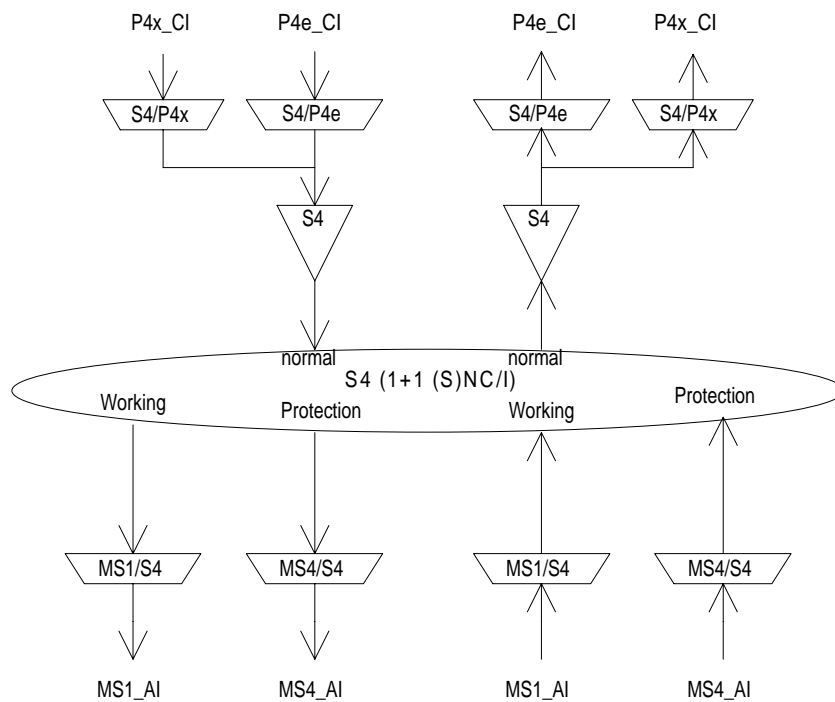 P4x_CI P4e_CI P4e_CI P4x_CI
S4/P4x S4/P4e S4/P4e S4/P4x
S4 S4
normal normal
S4 (1+1 (S)NC/I)
Working Protection Working Protection
MS1/S4 MS4/S4 MS1/S4 MS4/S4
MS1_AI MS4_AI MS1_AI MS4_AI